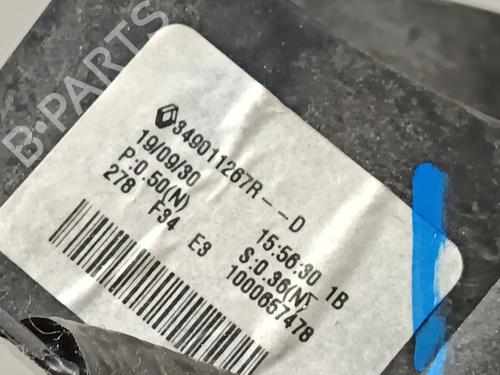 B-PARTS
349011267R--D
19/09/30 15:56:30 1B
P:0.50(N) S:0.36(N)
278 F34 E3 1000657478